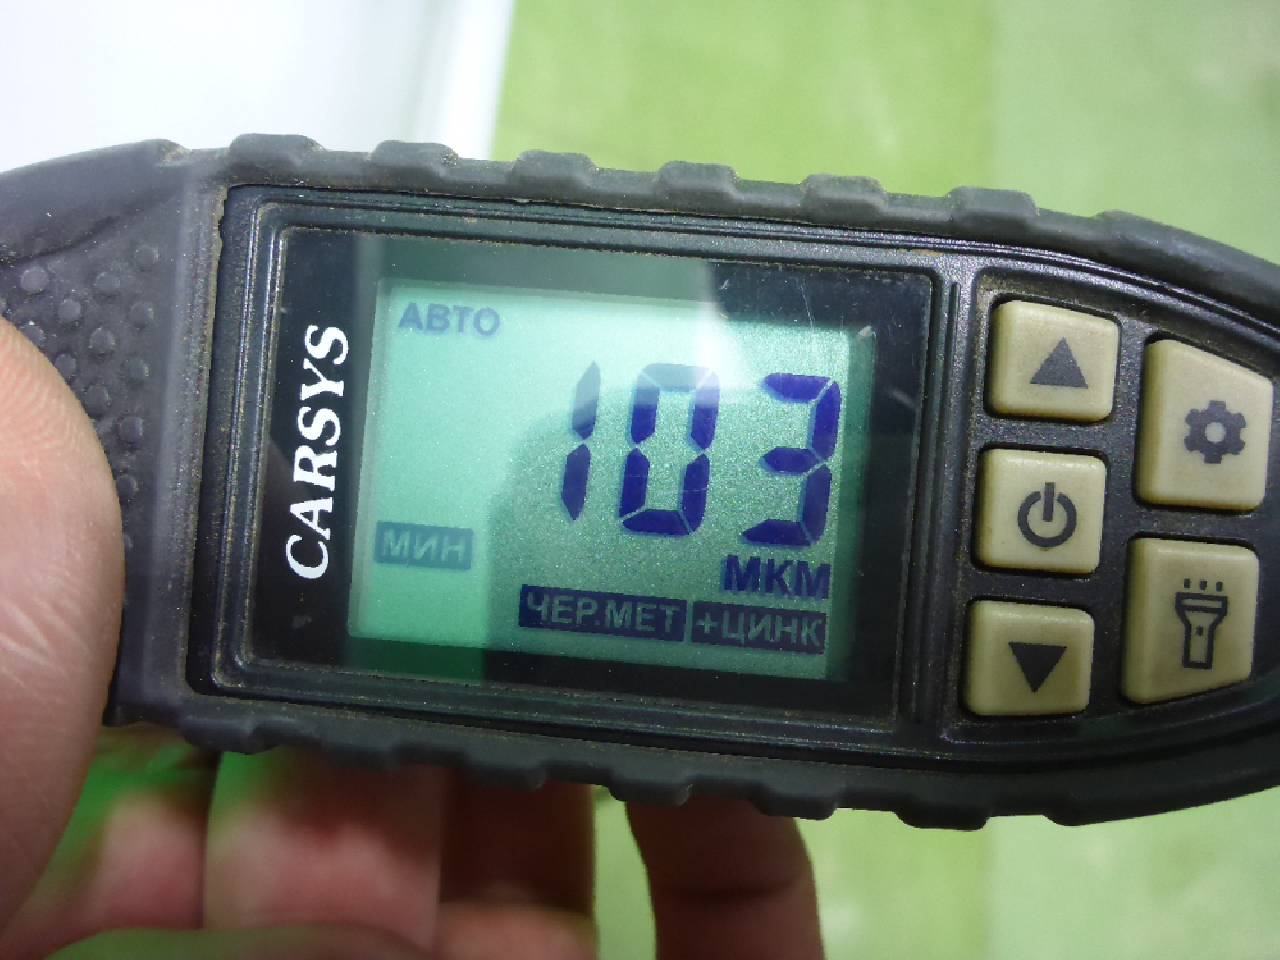 CARSYS
АВТО
103
МИН
МКМ
ЧЕР.МЕТ +ЦИНК